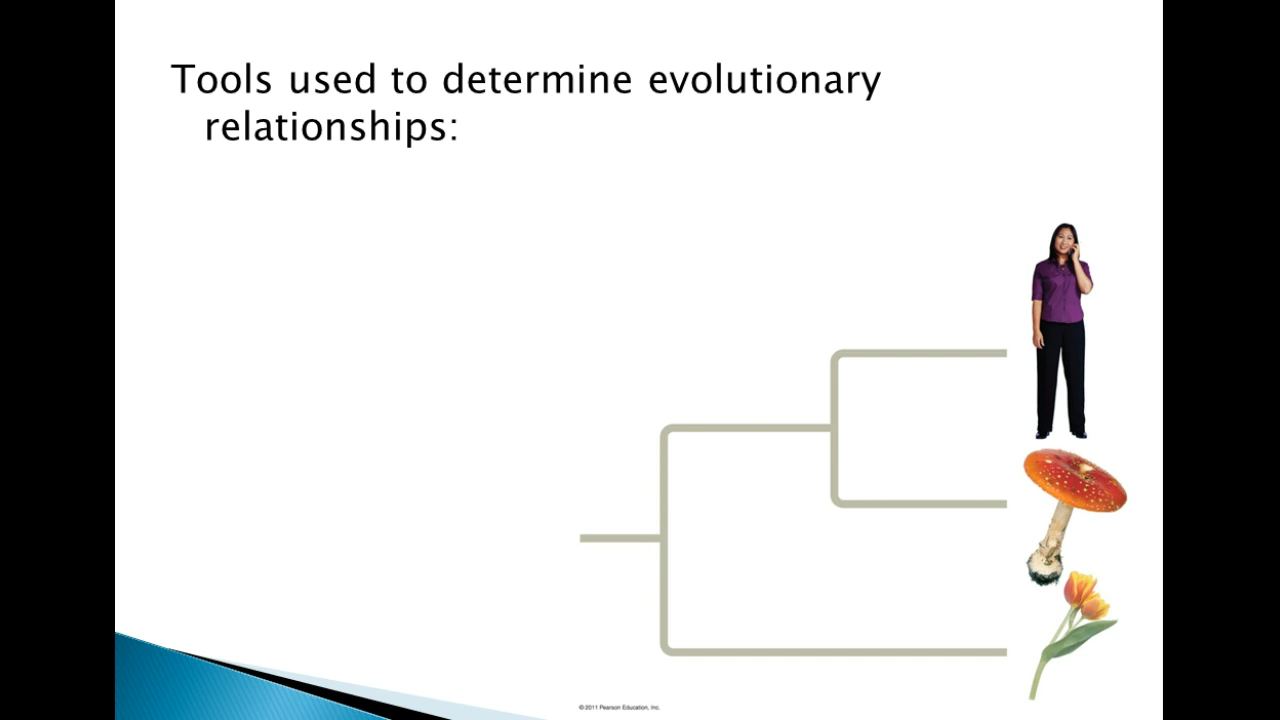 Tools used to determine evolutionary
relationships:
©2011 Pearson Education, Inc.